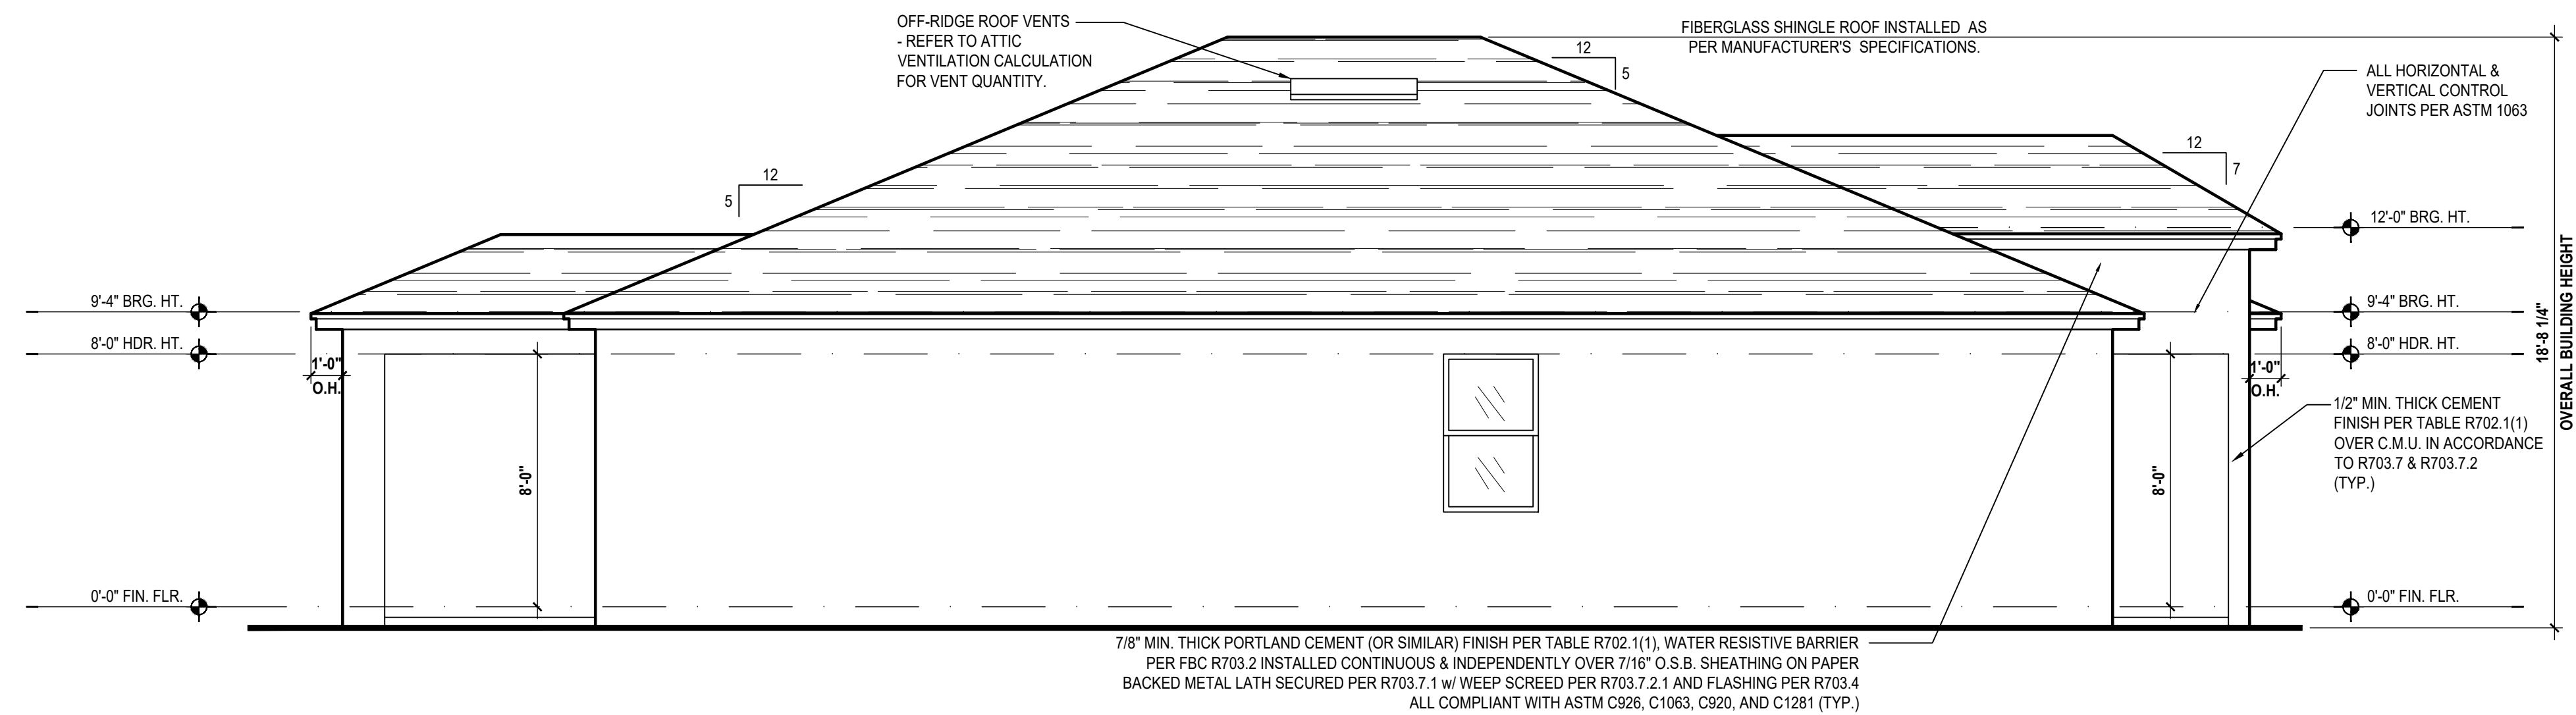 OFF-RIDGE ROOF VENTS
- REFER TO ATTIC
VENTILATION CALCULATION
FOR VENT QUANTITY.
FIBERGLASS SHINGLE ROOF INSTALLED AS
PER MANUFACTURER'S SPECIFICATIONS.
12
5
ALL HORIZONTAL &
VERTICAL CONTROL
JOINTS PER ASTM 1063
12
7
12
5
12'-0" BRG. HT.
9'-4" BRG. HT.
9'-4" BRG. HT.
8'-0" HDR. HT.
8'-0" HDR. HT.
18'-8 1/4"
OVERALL BUILDING HEIGHT
1'-0"
O.H.
1'-0"
O.H.
1/2" MIN. THICK CEMENT
FINISH PER TABLE R702.1(1)
OVER C.M.U. IN ACCORDANCE
TO R703.7 & R703.7.2
(TYP.)
8'-0"
8'-0"
0'-0" FIN. FLR.
0'-0" FIN. FLR.
7/8" MIN. THICK PORTLAND CEMENT (OR SIMILAR) FINISH PER TABLE R702.1(1), WATER RESISTIVE BARRIER
PER FBC R703.2 INSTALLED CONTINUOUS & INDEPENDENTLY OVER 7/16" O.S.B. SHEATHING ON PAPER
BACKED METAL LATH SECURED PER R703.7.1 w/ WEEP SCREED PER R703.7.2.1 AND FLASHING PER R703.4
ALL COMPLIANT WITH ASTM C926, C1063, C920, AND C1281 (TYP.)